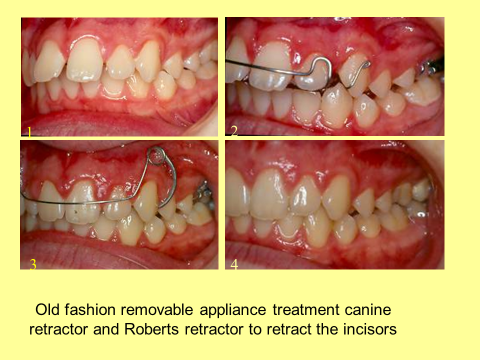 1
2
3
4
Old fashion removable appliance treatment canine
retractor and Roberts retractor to retract the incisors